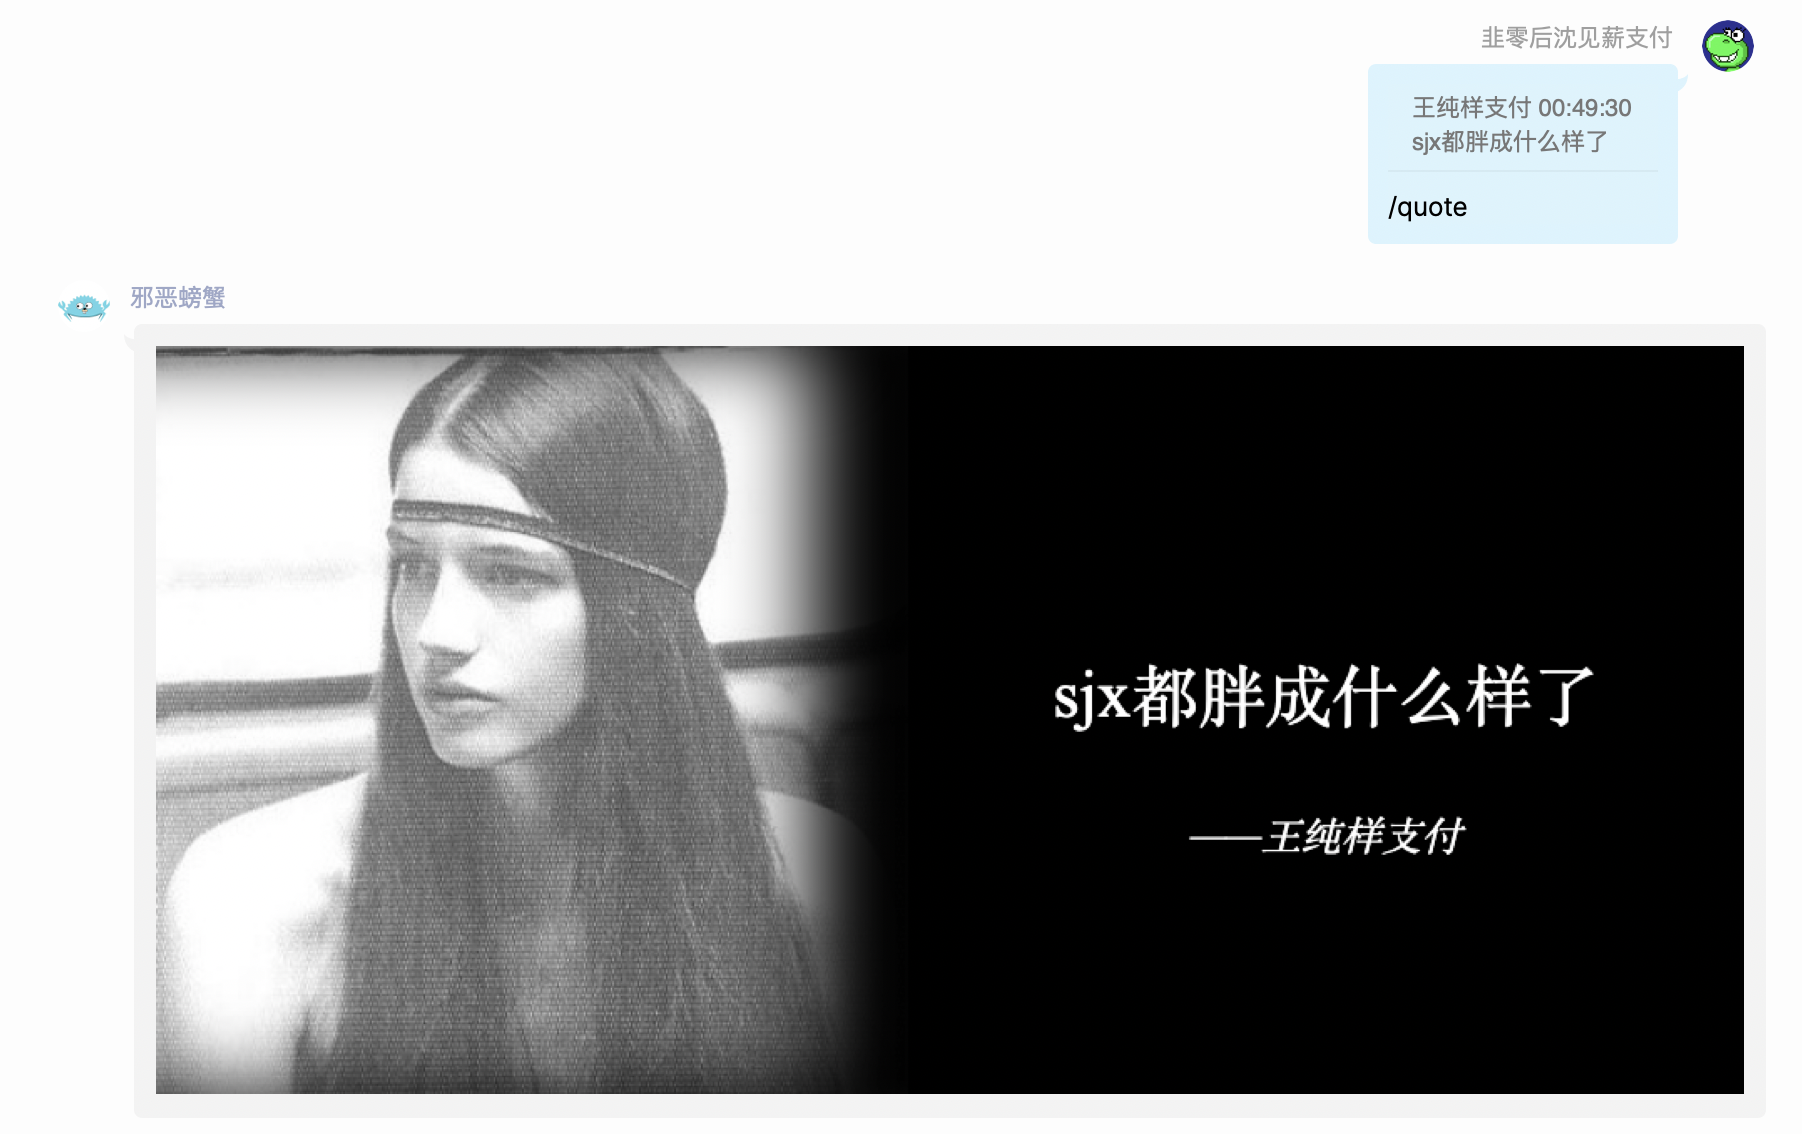 韭零后沈见薪支付
王纯样支付 00:49:30
sjx都胖成什么样了
/quote
邪恶螃蟹
sjx都胖成什么样了
——王纯样支付